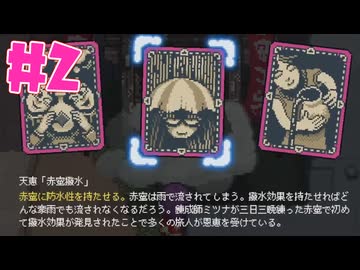 #2
天恵「赤室撥水」
赤室に防水性を持たせる。赤室は雨で流されてしまう。撥水効果を持たせればど
んな豪雨でも流されなくなるだろう。錬成師ミツナが三日三晩練った赤室で初め
て撥水効果が発見されたことで多くの旅人が恩恵を受けている。